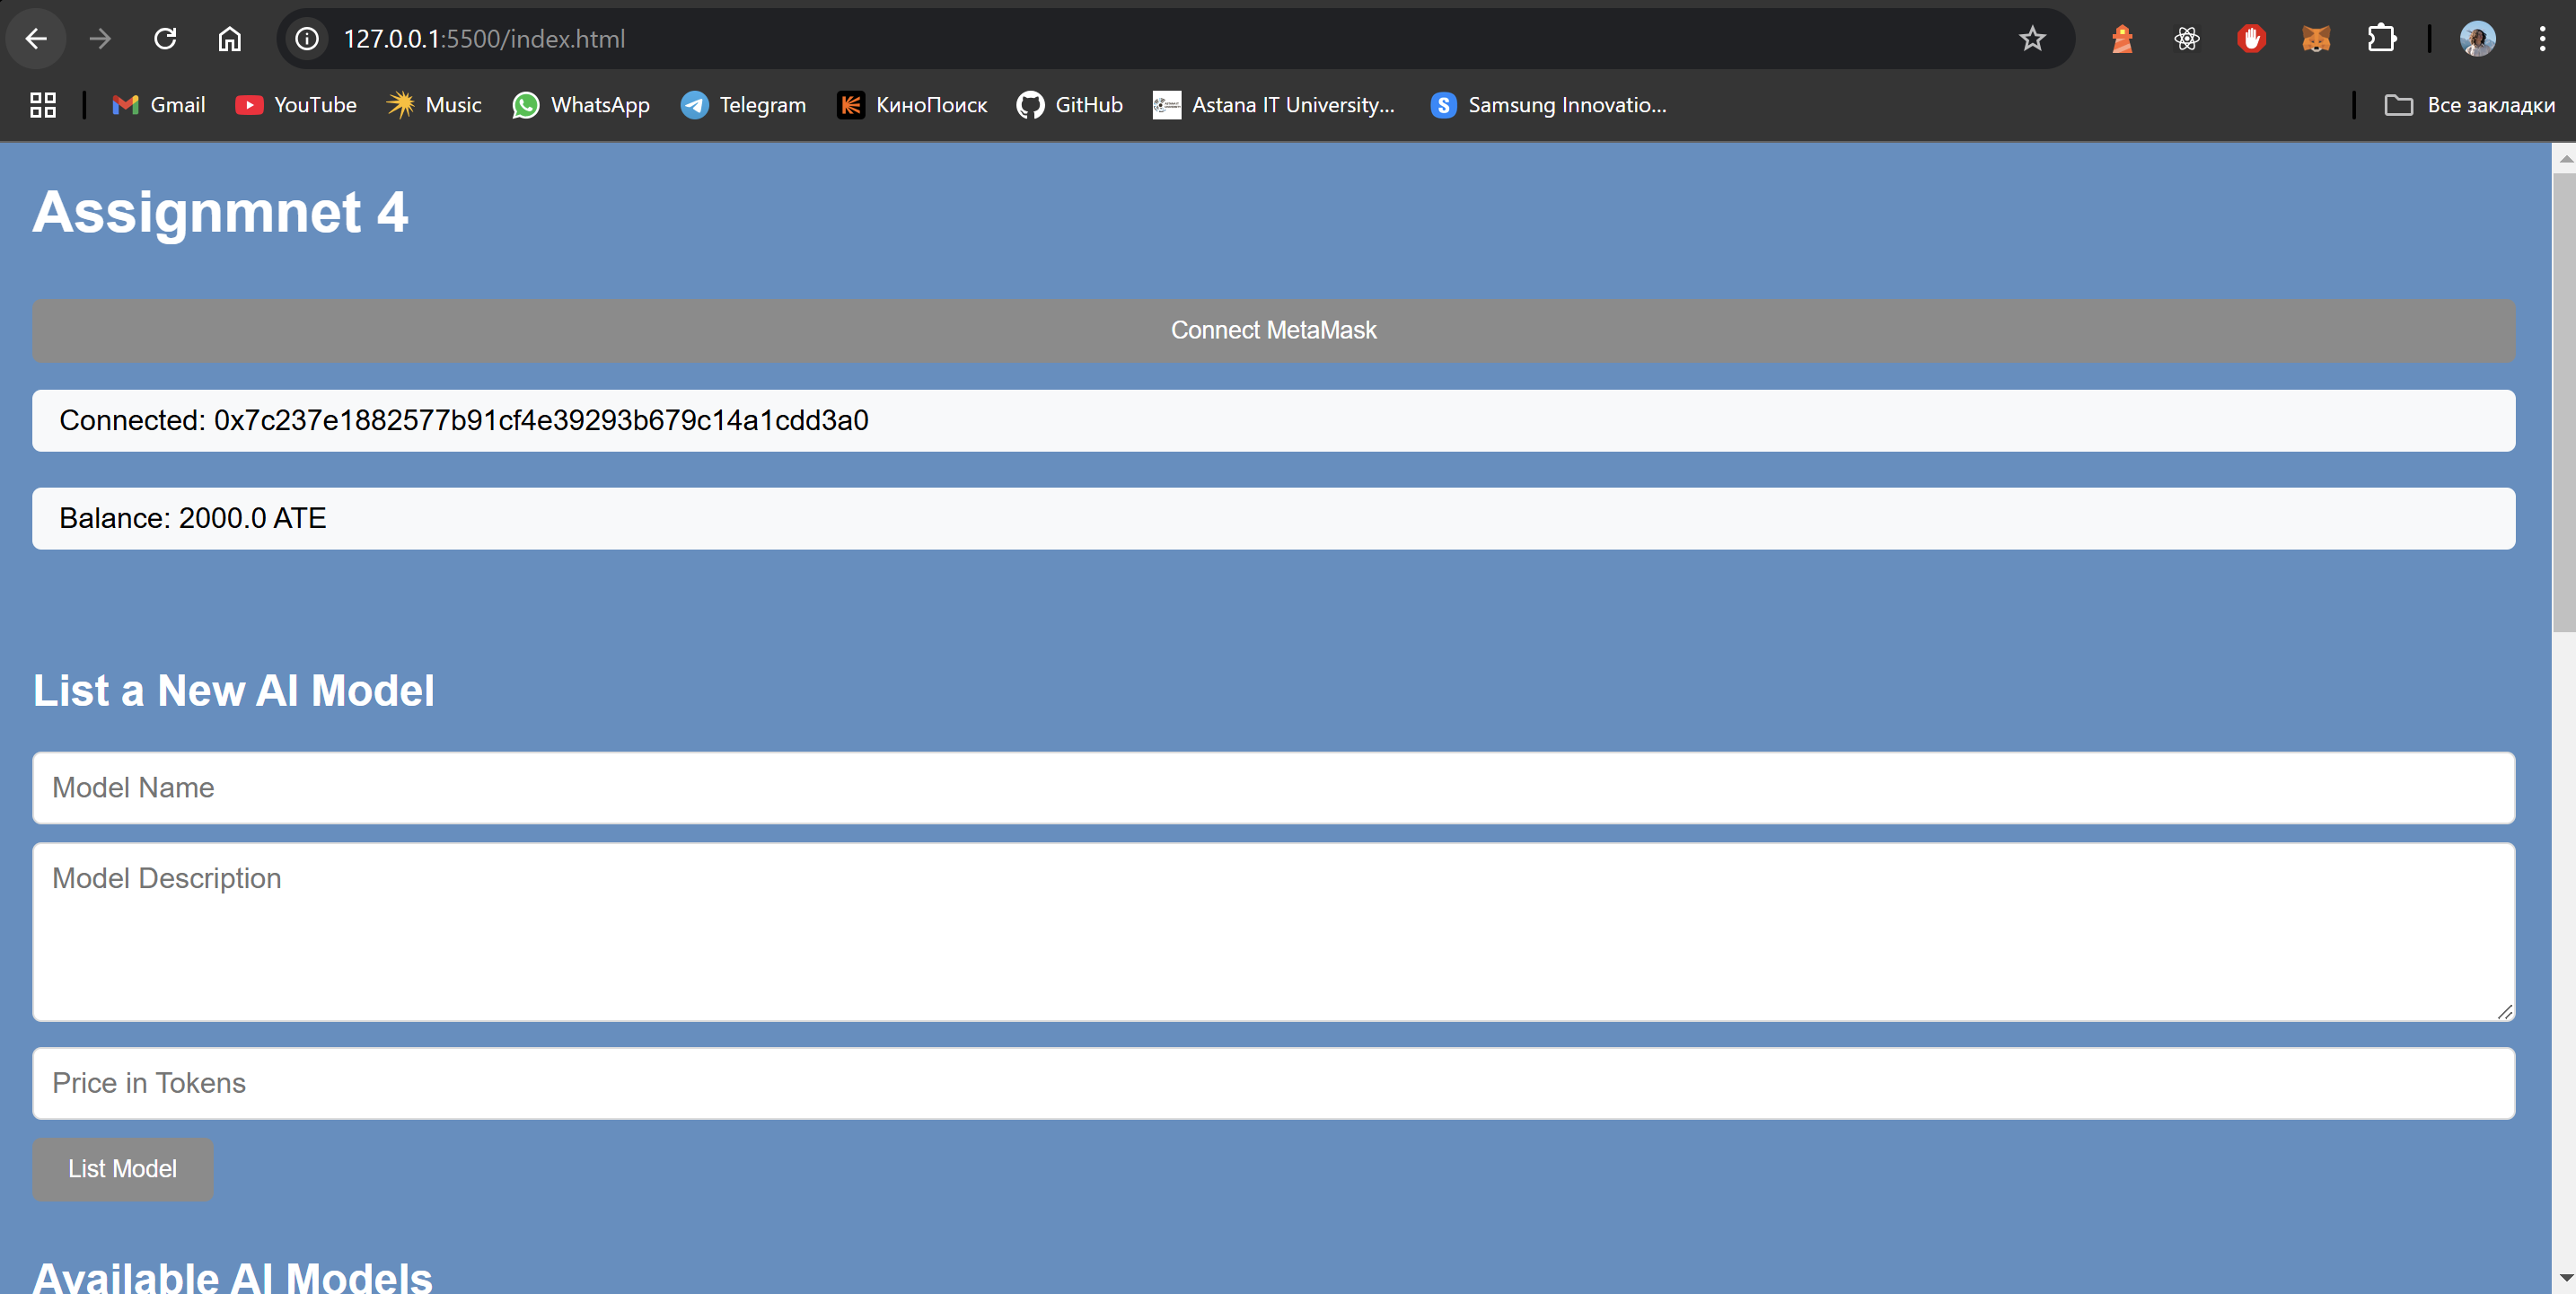 127.0.0.1:5500/index.html
Gmail YouTube Music WhatsApp Telegram КиноПоиск GitHub Astana IT University... Samsung Innovatio... Все закладки
Assignmnet 4
Connect MetaMask
Connected: 0x7c237e1882577b91cf4e39293b679c14a1cdd3a0
Balance: 2000.0 ATE
List a New AI Model
Model Name
Model Description
Price in Tokens
List Model
Available AI Models